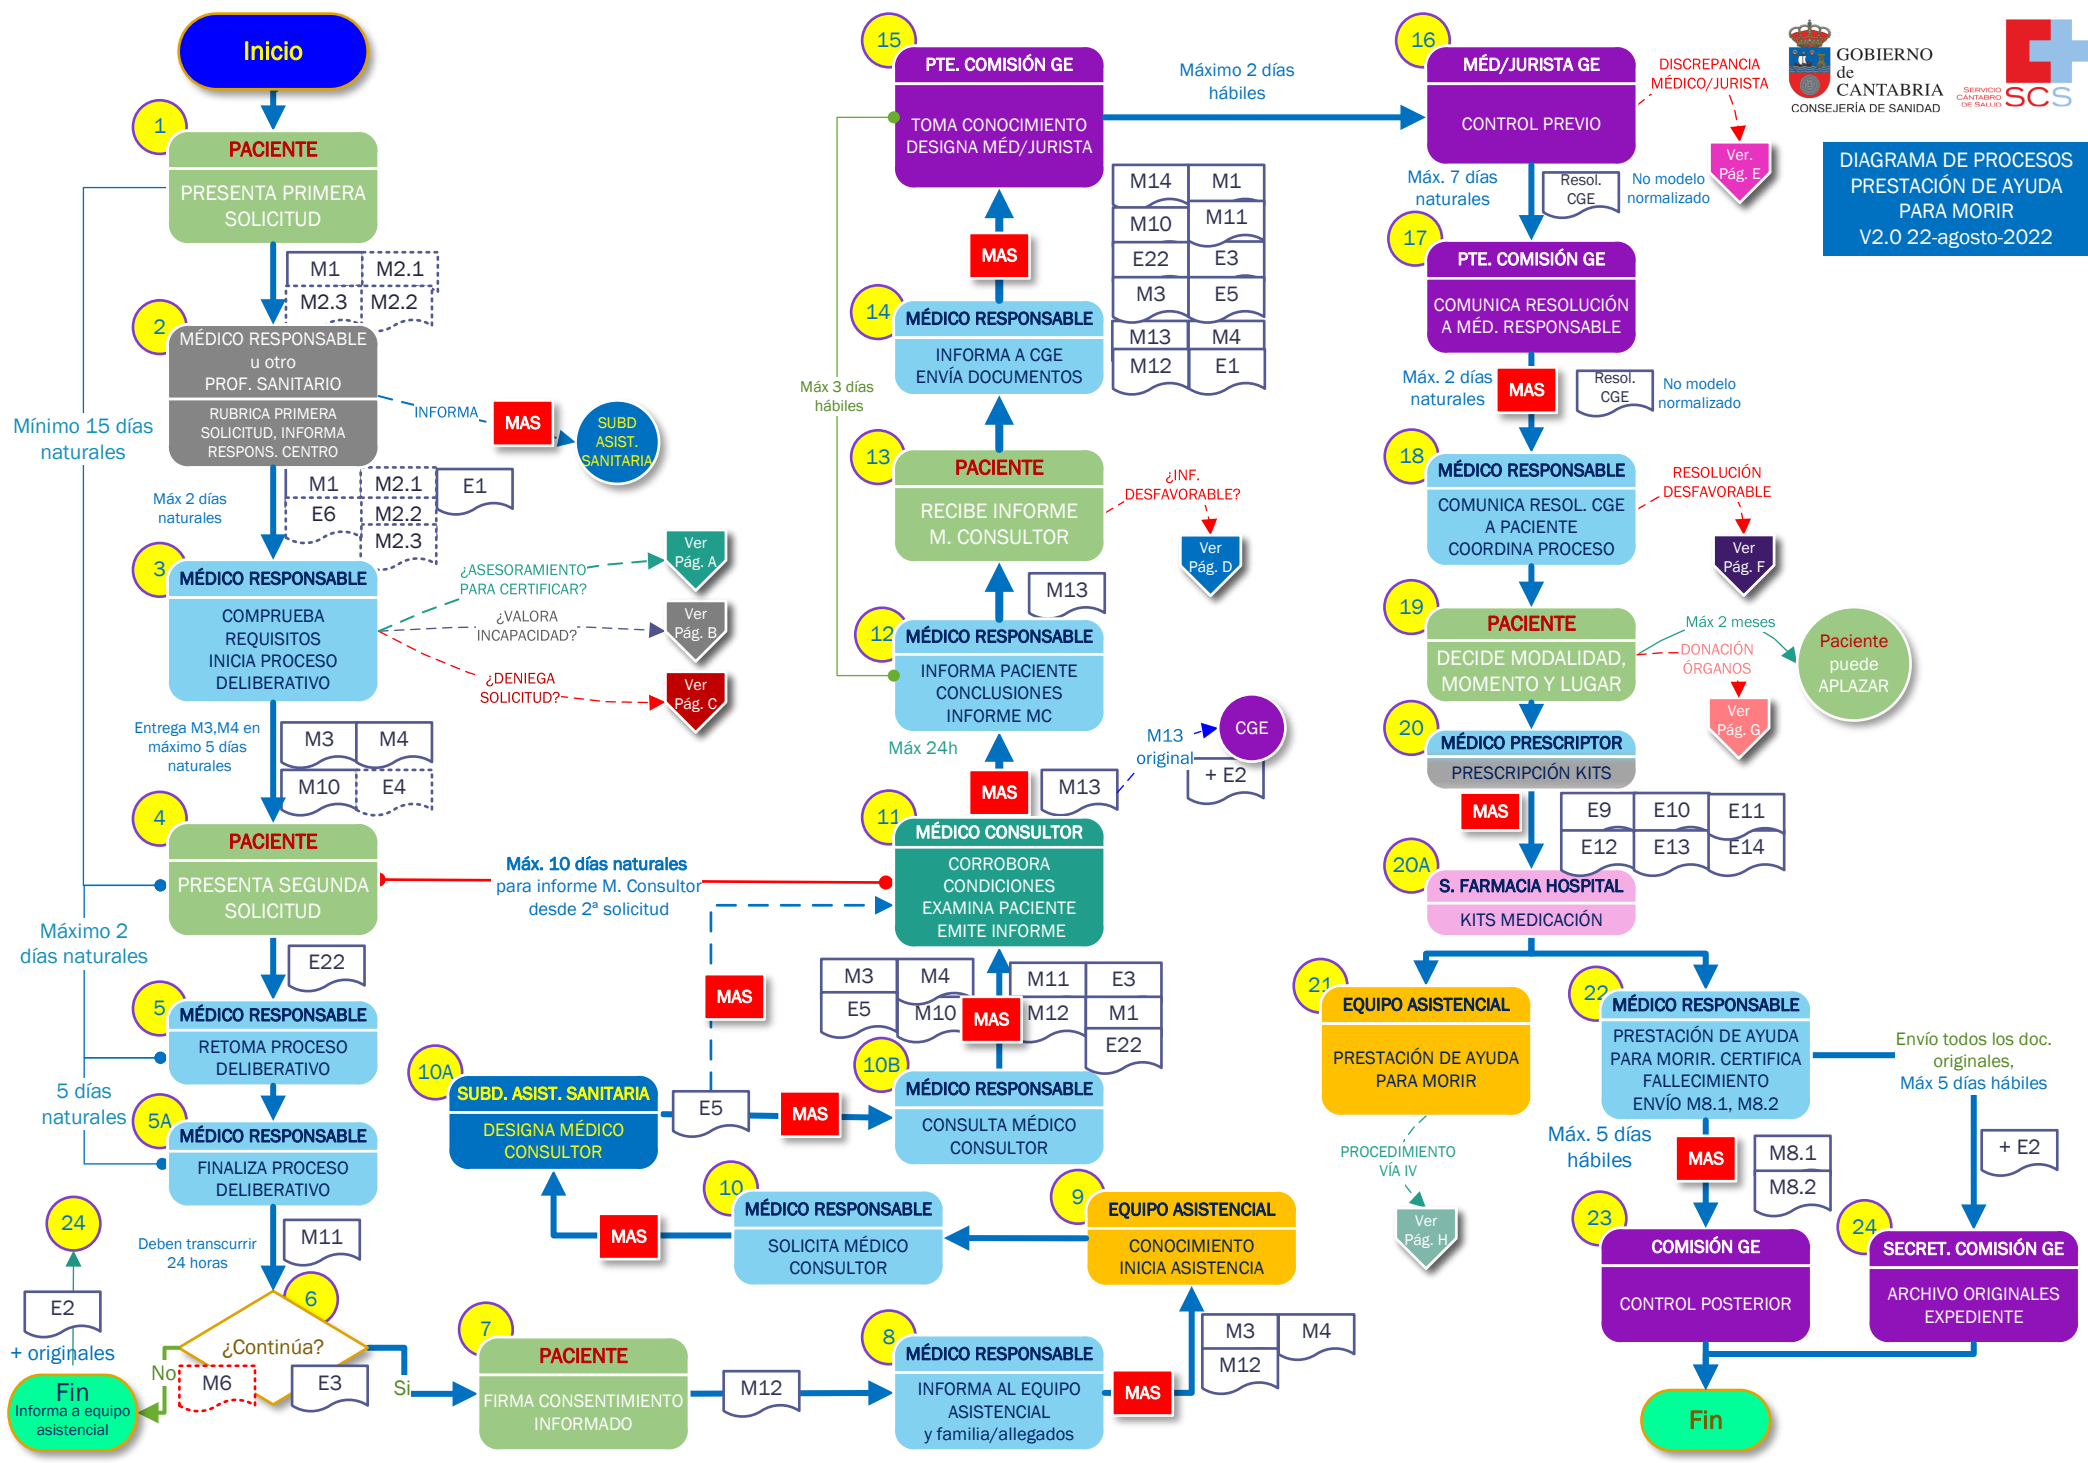 Inicio
1
PACIENTE
PRESENTA PRIMERA
SOLICITUD
M1
M2.1
M2.3
M2.2
2
MÉDICO RESPONSABLE
u otro
PROF. SANITARIO
RUBRICA PRIMERA
SOLICITUD, INFORMA
RESPONS. CENTRO
INFORMA
MAS
SUBD
ASIST.
SANITARIA
Mínimo 15 días
naturales
Máx 2 días
naturales
M1
M2.1
E1
E6
M2.2
M2.3
3
MÉDICO RESPONSABLE
COMPRUEBA
REQUISITOS
INICIA PROCESO
DELIBERATIVO
¿ASESORAMIENTO
PARA CERTIFICAR?
Ver
Pág. A
¿VALORA
INCAPACIDAD?
Ver
Pág. B
¿DENIEGA
SOLICITUD?
Ver
Pág. C
Entrega M3,M4 en
máximo 5 días
naturales
M3
M4
M10
E4
4
PACIENTE
PRESENTA SEGUNDA
SOLICITUD
Máx. 10 días naturales
para informe M. Consultor
desde 2ª solicitud
Máximo 2
días naturales
E22
5
MÉDICO RESPONSABLE
RETOMA PROCESO
DELIBERATIVO
5 días
naturales
5A
MÉDICO RESPONSABLE
FINALIZA PROCESO
DELIBERATIVO
24
Deben transcurrir
24 horas
M11
E2
+ originales
6
¿Continúa?
No
M6
E3
Si
Fin
Informa a equipo
asistencial
7
PACIENTE
FIRMA CONSENTIMIENTO
INFORMADO
M12
8
MÉDICO RESPONSABLE
INFORMA AL EQUIPO
ASISTENCIAL
y familia/allegados
MAS
M3
M4
M12
9
EQUIPO ASISTENCIAL
CONOCIMIENTO
INICIA ASISTENCIA
10
MÉDICO RESPONSABLE
SOLICITA MÉDICO
CONSULTOR
MAS
10A
SUBD. ASIST. SANITARIA
DESIGNA MÉDICO
CONSULTOR
E5
MAS
MAS
10B
MÉDICO RESPONSABLE
CONSULTA MÉDICO
CONSULTOR
M3
M4
E5
M10
MAS
M11
E3
M12
M1
E22
11
MÉDICO CONSULTOR
CORROBORA
CONDICIONES
EXAMINA PACIENTE
EMITE INFORME
Máx 24h
MAS
M13
M13
original
CGE
+ E2
12
MÉDICO RESPONSABLE
INFORMA PACIENTE
CONCLUSIONES
INFORME MC
M13
13
PACIENTE
RECIBE INFORME
M. CONSULTOR
¿INF.
DESFAVORABLE?
Ver
Pág. D
Máx 3 días
hábiles
14
MÉDICO RESPONSABLE
INFORMA A CGE
ENVÍA DOCUMENTOS
MAS
M14
M1
M10
M11
E22
E3
M3
E5
M13
M4
M12
E1
15
PTE. COMISIÓN GE
TOMA CONOCIMIENTO
DESIGNA MÉD/JURISTA
Máximo 2 días
hábiles
16
MÉD/JURISTA GE
CONTROL PREVIO
DISCREPANCIA
MÉDICO/JURISTA
Ver.
Pág. E
Máx. 7 días
naturales
Resol.
CGE
No modelo
normalizado
17
PTE. COMISIÓN GE
COMUNICA RESOLUCIÓN
A MÉD. RESPONSABLE
Máx. 2 días
naturales
MAS
Resol.
CGE
No modelo
normalizado
18
MÉDICO RESPONSABLE
COMUNICA RESOL. CGE
A PACIENTE
COORDINA PROCESO
RESOLUCIÓN
DESFAVORABLE
Ver
Pág. F
19
PACIENTE
DECIDE MODALIDAD,
MOMENTO Y LUGAR
Máx 2 meses
DONACIÓN
ÓRGANOS
Paciente
puede
APLAZAR
Ver
Pág. G
20
MÉDICO PRESCRIPTOR
PRESCRIPCIÓN KITS
MAS
E9
E10
E11
E12
E13
E14
20A
S. FARMACIA HOSPITAL
KITS MEDICACIÓN
21
EQUIPO ASISTENCIAL
PRESTACIÓN DE AYUDA
PARA MORIR
PROCEDIMIENTO
VÍA IV
Ver
Pág. H
22
MÉDICO RESPONSABLE
PRESTACIÓN DE AYUDA
PARA MORIR. CERTIFICA
FALLECIMIENTO
ENVÍO M8.1, M8.2
Envío todos los doc.
originales,
Máx 5 días hábiles
Máx. 5 días
hábiles
MAS
M8.1
M8.2
+ E2
23
COMISIÓN GE
CONTROL POSTERIOR
24
SECRET. COMISIÓN GE
ARCHIVO ORIGINALES
EXPEDIENTE
Fin
GOBIERNO
de
CANTABRIA
CONSEJERÍA DE SANIDAD
SERVICIO
CÁNTABRO
DE SALUD
SCS
DIAGRAMA DE PROCESOS
PRESTACIÓN DE AYUDA
PARA MORIR
V2.0 22-agosto-2022